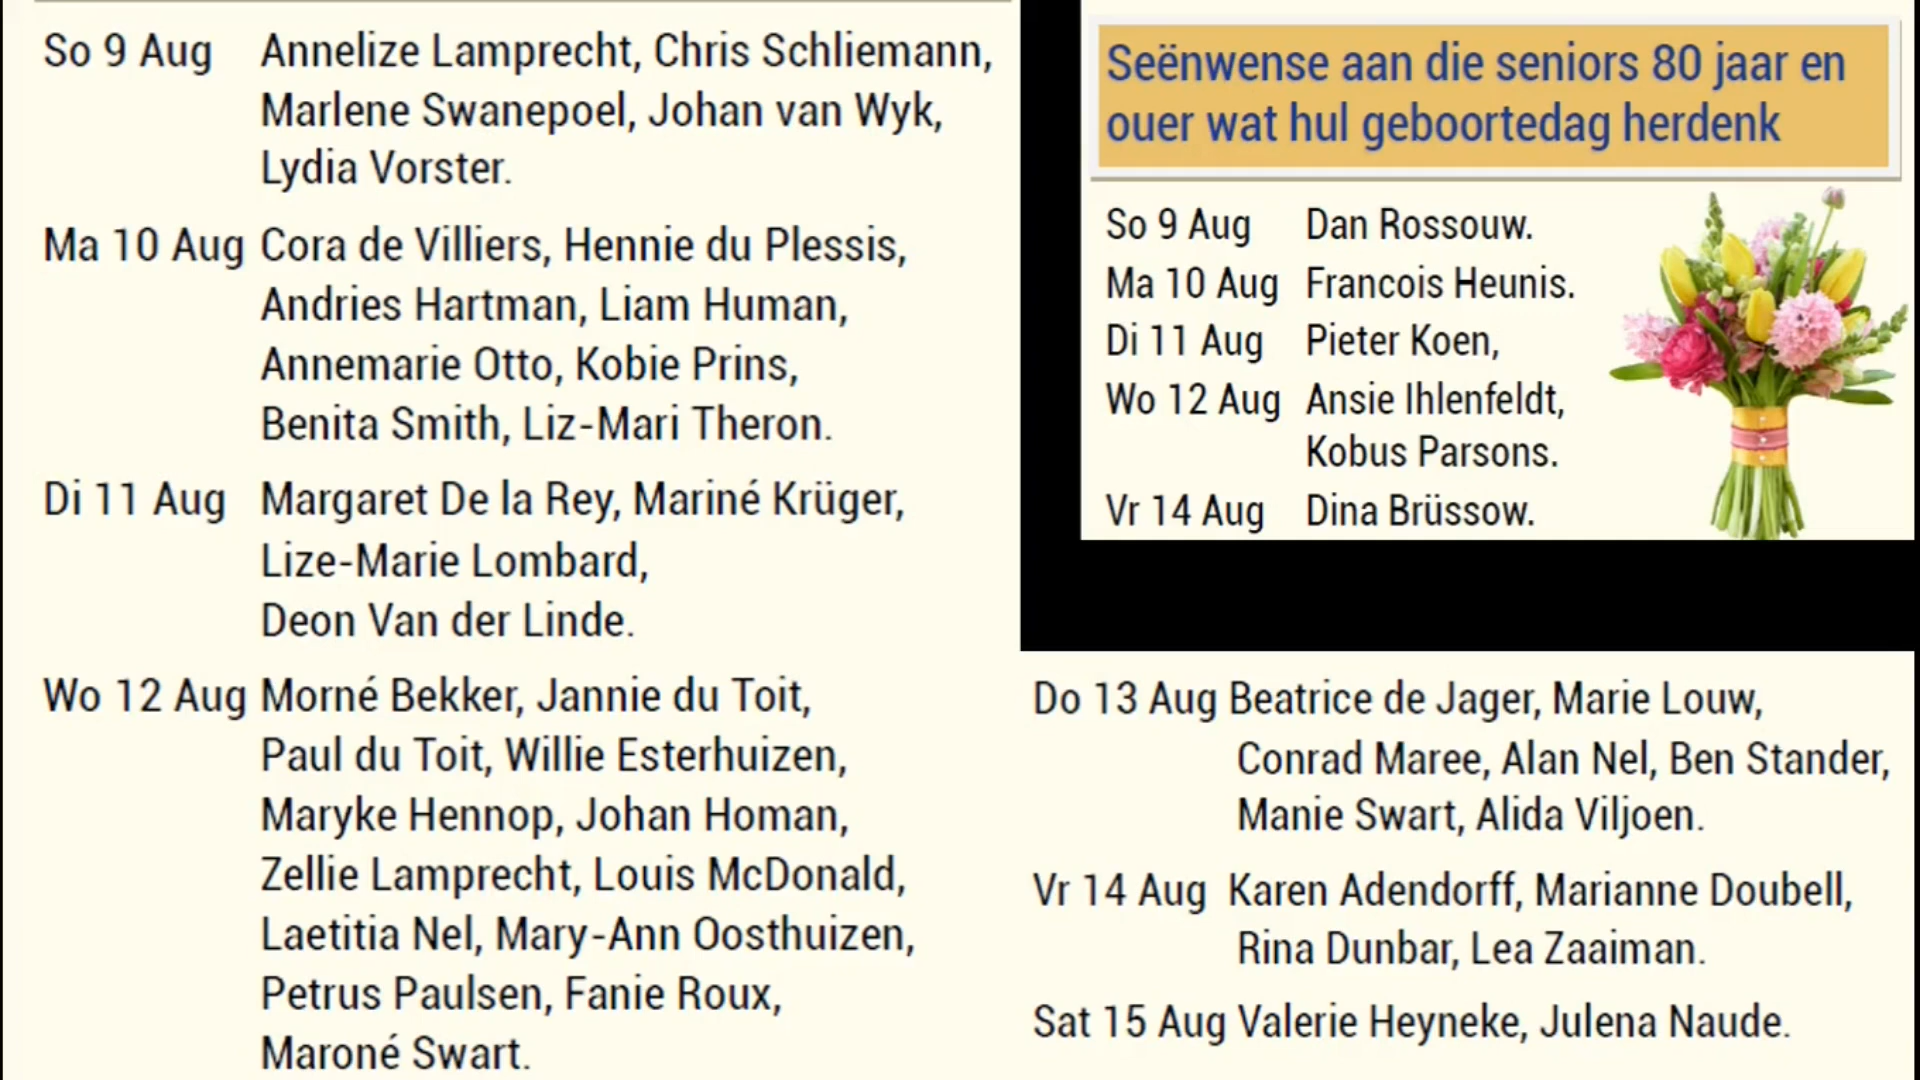 So 9 Aug Annelize Lamprecht, Chris Schliemann,
Marlene Swanepoel, Johan van Wyk,
Lydia Vorster.
Ma 10 Aug Cora de Villiers, Hennie du Plessis,
Andries Hartman, Liam Human,
Annemarie Otto, Kobie Prins,
Benita Smith, Liz-Mari Theron.
Di 11 Aug Margaret De la Rey, Mariné Krüger,
Lize-Marie Lombard,
Deon Van der Linde.
Wo 12 Aug Morné Bekker, Jannie du Toit,
Paul du Toit, Willie Esterhuizen,
Maryke Hennop, Johan Homan,
Zellie Lamprecht, Louis McDonald,
Laetitia Nel, Mary-Ann Oosthuizen,
Petrus Paulsen, Fanie Roux,
Maroné Swart.
Seënwense aan die seniors 80 jaar en
ouer wat hul geboortedag herdenk
So 9 Aug Dan Rossouw.
Ma 10 Aug Francois Heunis.
Di 11 Aug Pieter Koen,
Wo 12 Aug Ansie Ihlenfeldt,
Kobus Parsons.
Vr 14 Aug Dina Brüssow.
Do 13 Aug Beatrice de Jager, Marie Louw,
Conrad Maree, Alan Nel, Ben Stander,
Manie Swart, Alida Viljoen.
Vr 14 Aug Karen Adendorff, Marianne Doubell,
Rina Dunbar, Lea Zaaiman.
Sat 15 Aug Valerie Heyneke, Julena Naude.